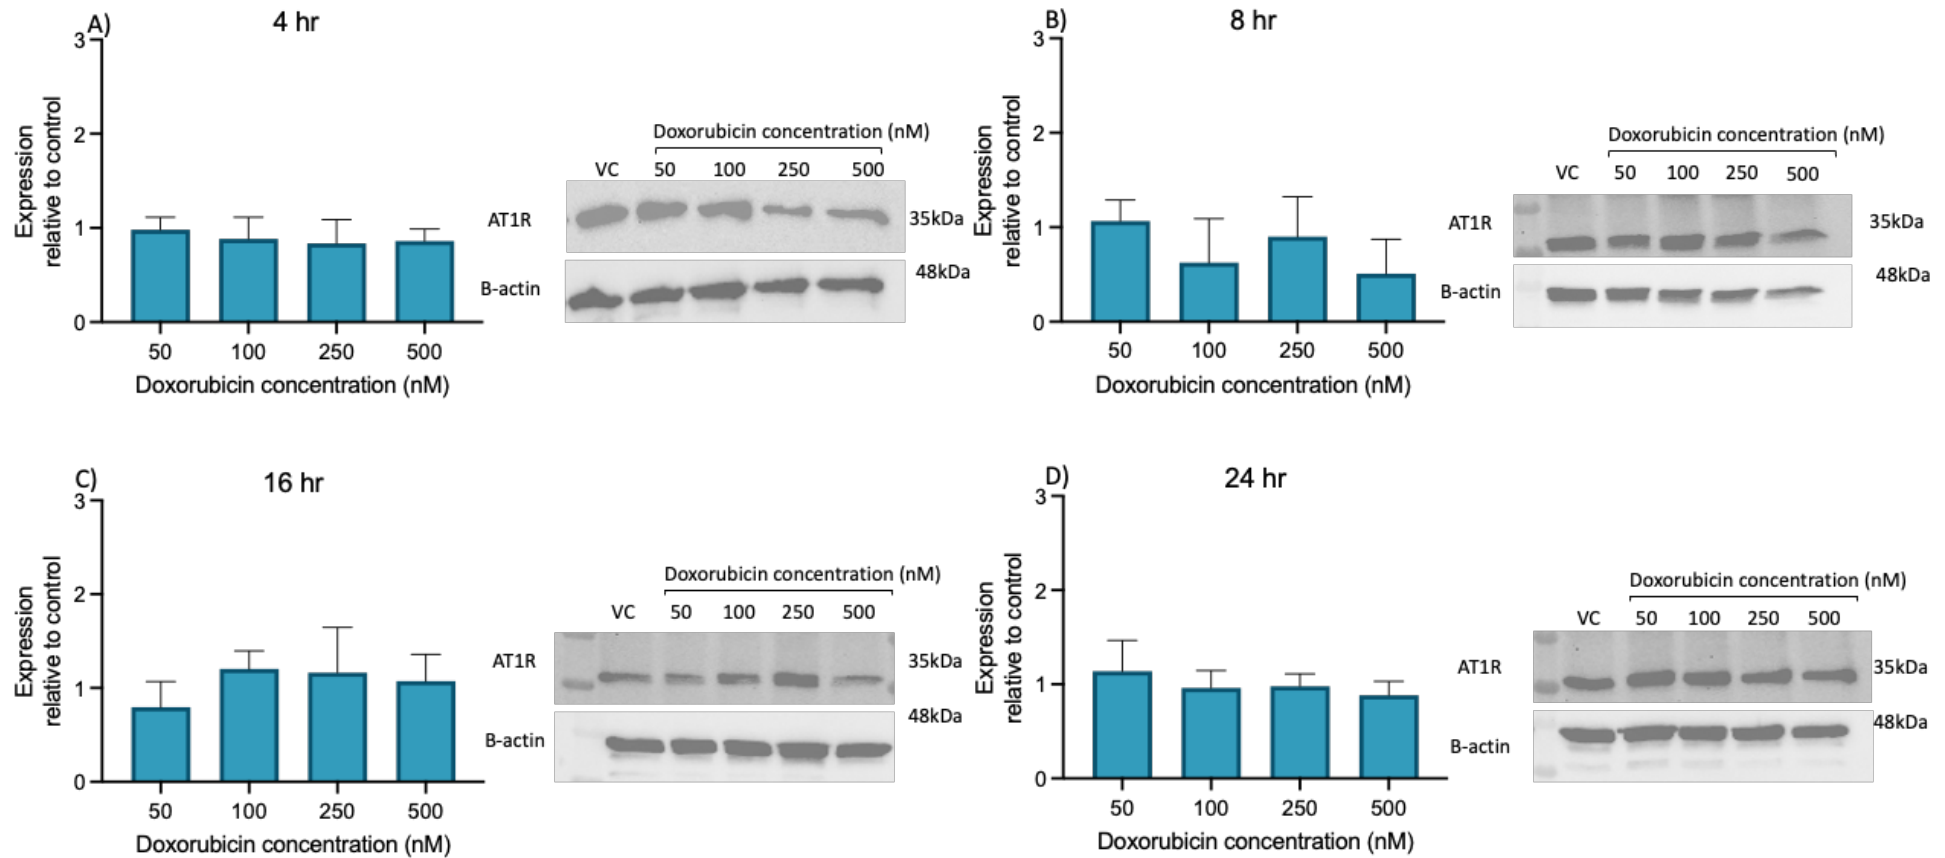 A)
4 hr
Expression
relative to control
3
2
1
0
50 100 250 500
Doxorubicin concentration (nM)
Doxorubicin concentration (nM)
VC 50 100 250 500
AT1R
35kDa
48kDa
B-actin
B)
8 hr
Expression
relative to control
3
2
1
0
50 100 250 500
Doxorubicin concentration (nM)
Doxorubicin concentration (nM)
VC 50 100 250 500
AT1R
35kDa
48kDa
B-actin
C)
16 hr
Expression
relative to control
3
2
1
0
50 100 250 500
Doxorubicin concentration (nM)
Doxorubicin concentration (nM)
VC 50 100 250 500
AT1R
35kDa
48kDa
B-actin
D)
24 hr
Expression
relative to control
3
2
1
0
50 100 250 500
Doxorubicin concentration (nM)
Doxorubicin concentration (nM)
VC 50 100 250 500
AT1R
35kDa
48kDa
B-actin